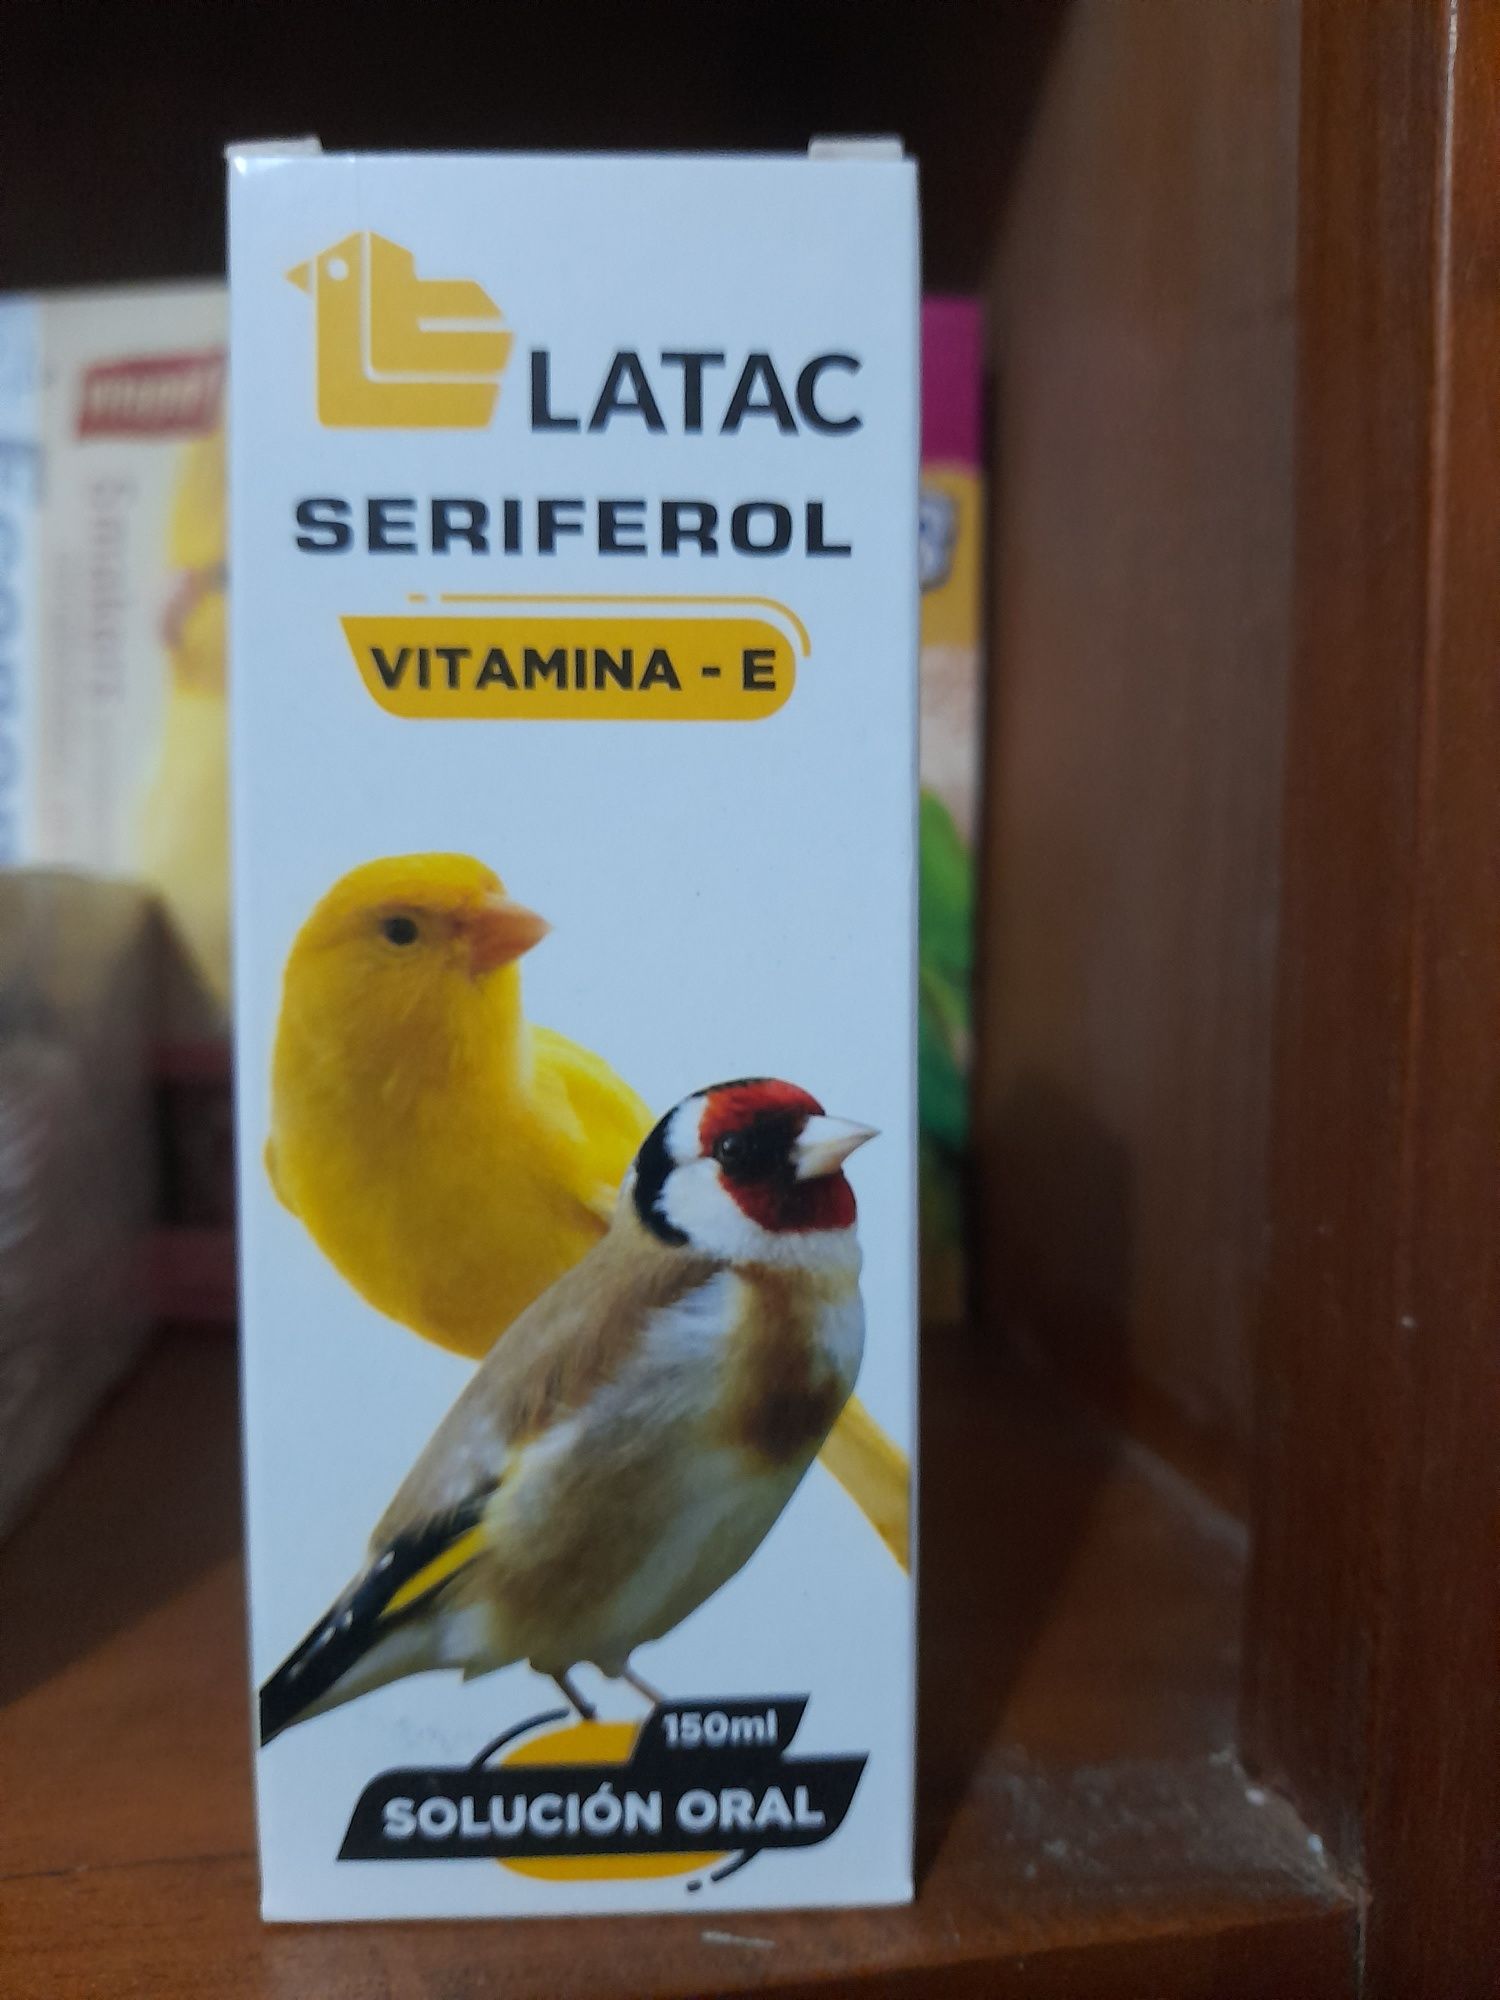 LATAC
SERIFEROL
VITAMINA - E
150ml
SOLUCIÓN ORAL